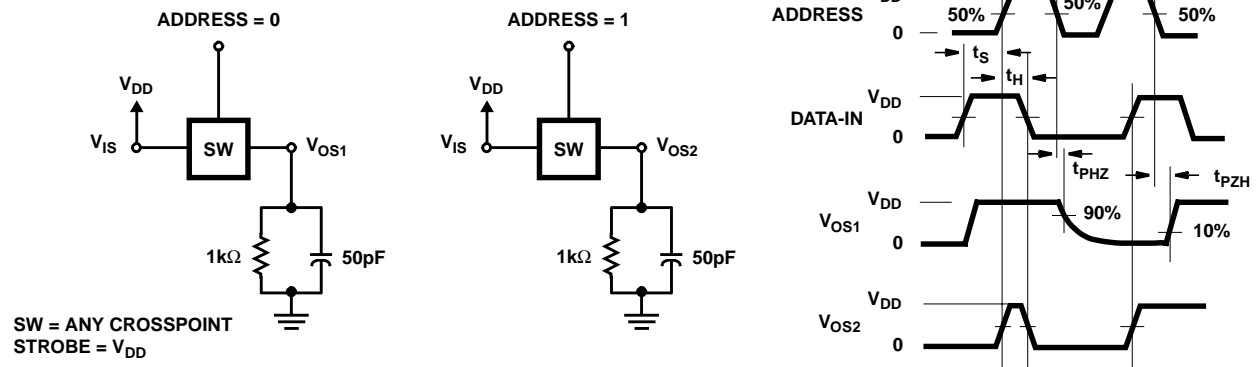 ADDRESS = 0
V_DD
V_IS
SW
V_OS1
1kΩ
50pF
SW = ANY CROSSPOINT
STROBE = V_DD
ADDRESS = 1
V_DD
V_IS
SW
V_OS2
1kΩ
50pF
ADDRESS
0
50%
50%
50%
t_S
t_H
DATA-IN
V_DD
0
t_PHZ
t_PZH
V_OS1
V_DD
0
90%
10%
V_OS2
V_DD
0